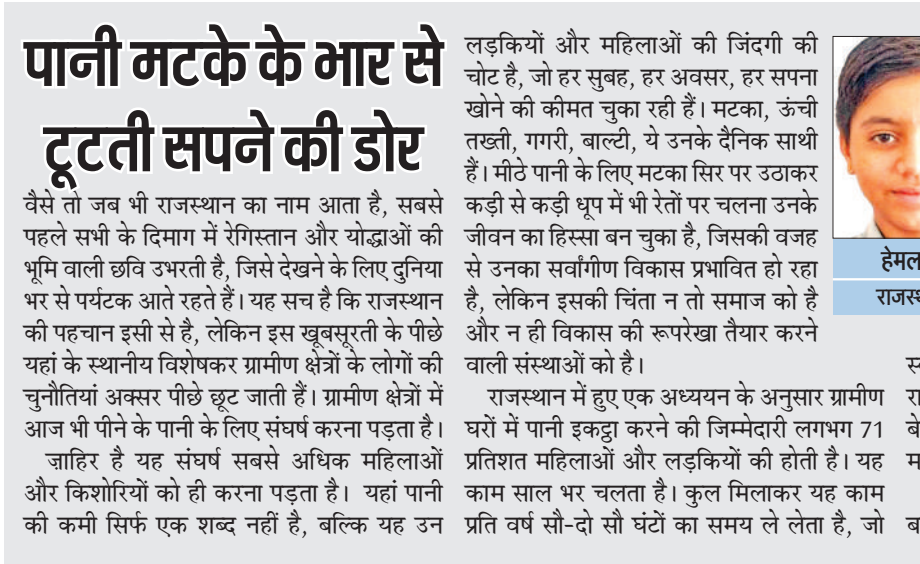 पानी मटके के भार से
टूटती सपने की डोर
वैसे तो जब भी राजस्थान का नाम आता है, सबसे
पहले सभी के दिमाग में रेगिस्तान और योद्धाओं की
भूमि वाली छवि उभरती है, जिसे देखने के लिए दुनिया
भर से पर्यटक आते रहते हैं। यह सच है कि राजस्थान
की पहचान इसी से है, लेकिन इस खूबसूरती के पीछे
यहां के स्थानीय विशेषकर ग्रामीण क्षेत्रों के लोगों की
चुनौतियां अक्सर पीछे छूट जाती हैं। ग्रामीण क्षेत्रों में
आज भी पीने के पानी के लिए संघर्ष करना पड़ता है।
जाहिर है यह संघर्ष सबसे अधिक महिलाओं
और किशोरियों को ही करना पड़ता है। यहां पानी
की कमी सिर्फ एक शब्द नहीं है, बल्कि यह उन
लड़कियों और महिलाओं की जिंदगी की
चोट है, जो हर सुबह, हर अवसर, हर सपना
खोने की कीमत चुका रही हैं। मटका, ऊंची
तख्ती, गगरी, बाल्टी, ये उनके दैनिक साथी
हैं। मीठे पानी के लिए मटका सिर पर उठाकर
कड़ी से कड़ी धूप में भी रेतों पर चलना उनके
जीवन का हिस्सा बन चुका है, जिसकी वजह
से उनका सर्वांगीण विकास प्रभावित हो रहा
है, लेकिन इसकी चिंता न तो समाज को है
और न ही विकास की रूपरेखा तैयार करने
वाली संस्थाओं को है।
राजस्थान में हुए एक अध्ययन के अनुसार ग्रामीण
घरों में पानी इकट्ठा करने की जिम्मेदारी लगभग 71
प्रतिशत महिलाओं और लड़कियों की होती है। यह
काम साल भर चलता है। कुल मिलाकर यह काम
प्रति वर्ष सौ-दो सौ घंटों का समय ले लेता है, जो
हेमल